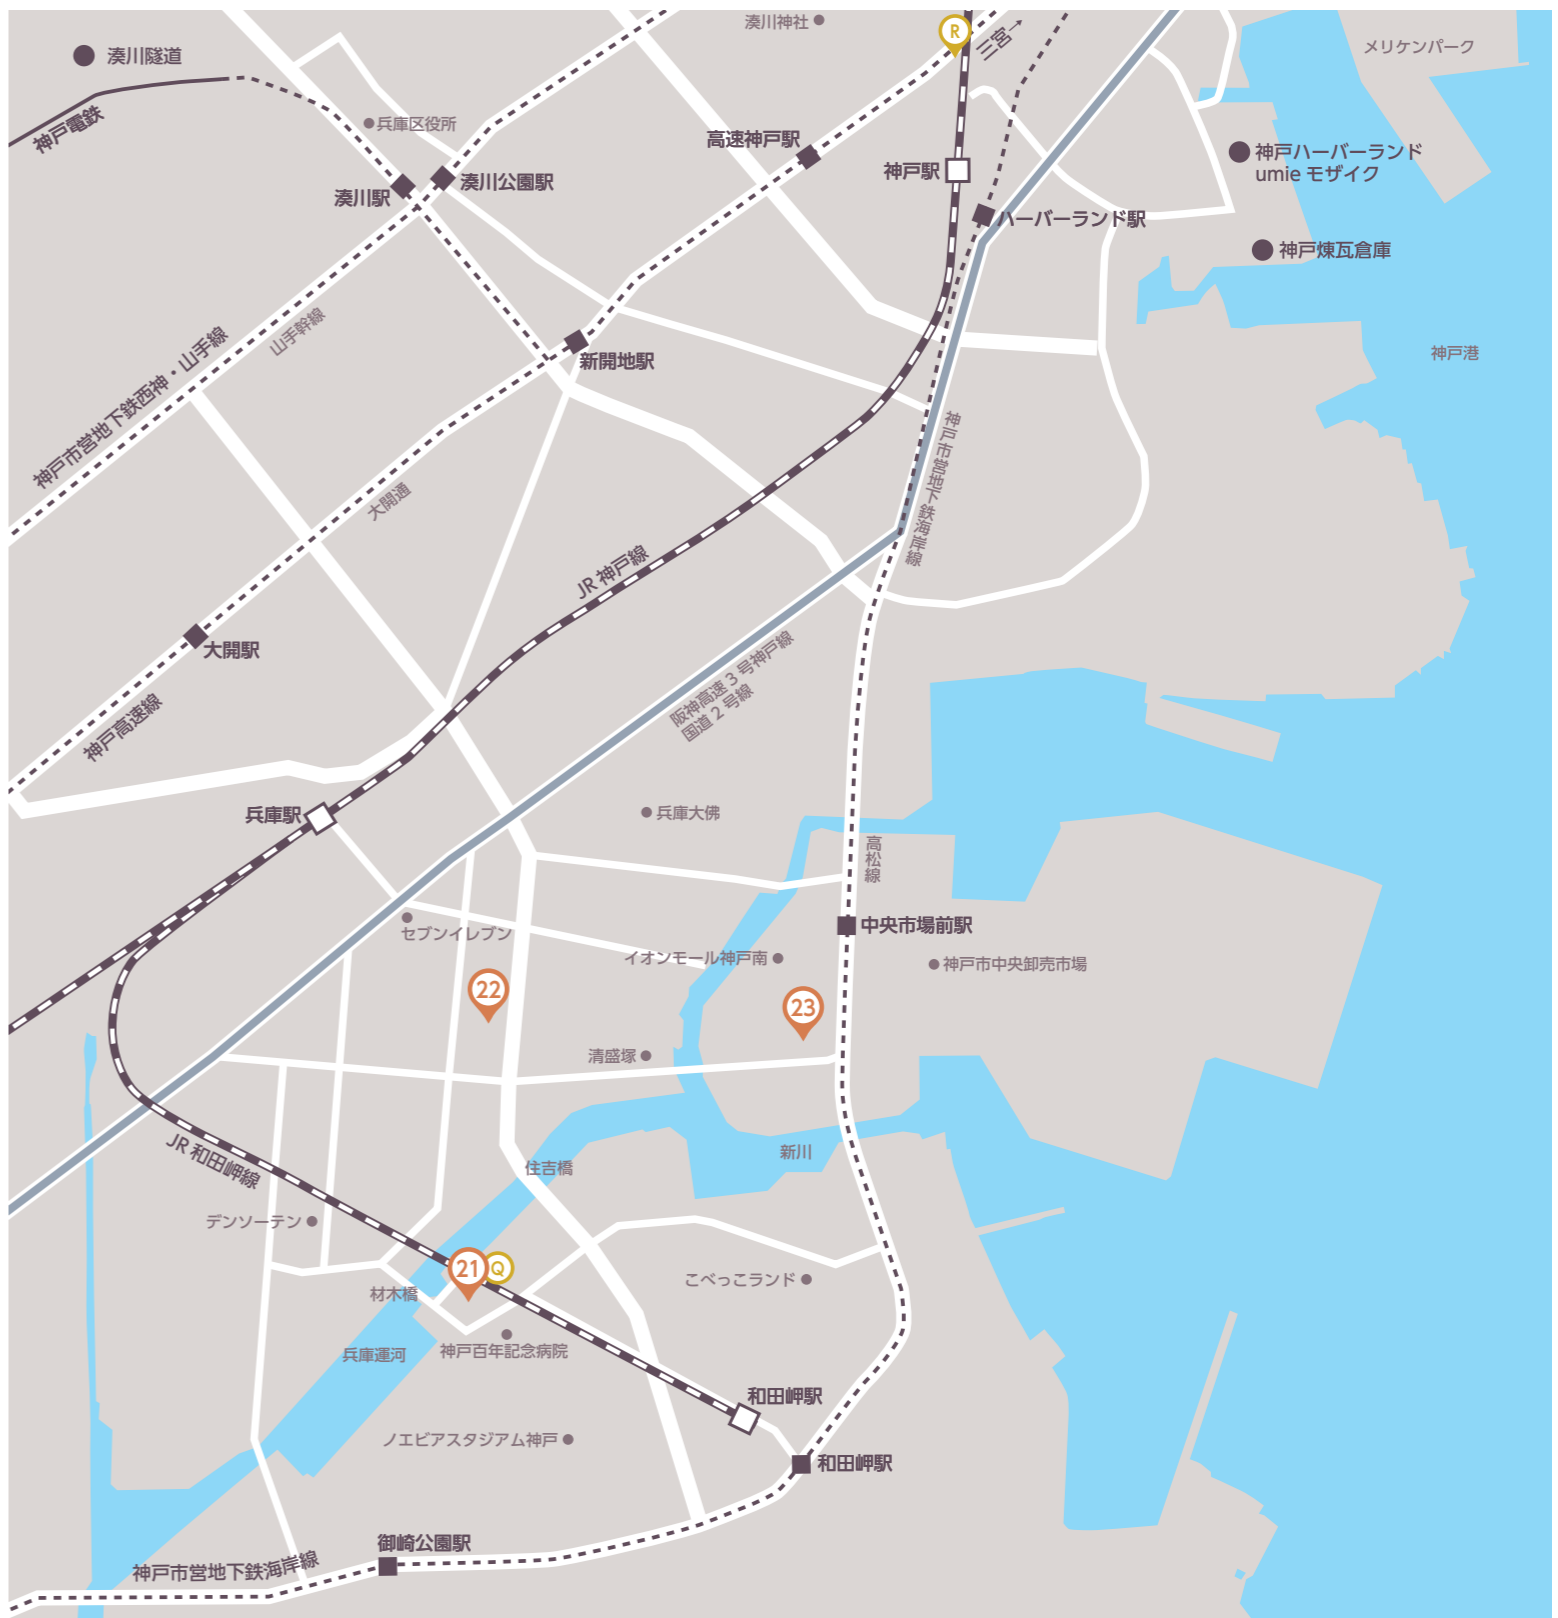 湊川神社
R
三宮→
メリケンパーク
湊川隧道
神戸電鉄
兵庫区役所
高速神戸駅
神戸駅
神戸ハーバーランド
umie モザイク
湊川駅
湊川公園駅
ハーバーランド駅
神戸煉瓦倉庫
山手幹線
神戸市営地下鉄西神・山手線
新開地駅
神戸港
大開通
神戸市営地下鉄海岸線
JR 神戸線
大開駅
阪神高速 3 号神戸線
国道 2 号線
神戸高速線
兵庫駅
兵庫大佛
高松線
セブンイレブン
中央市場前駅
イオンモール神戸南
神戸市中央卸売市場
22
23
清盛塚
JR 和田岬線
住吉橋
新川
デンソーテン
21
Q
こべっこランド
材木橋
兵庫運河
神戸百年記念病院
和田岬駅
ノエビアスタジアム神戸
和田岬駅
御崎公園駅
神戸市営地下鉄海岸線